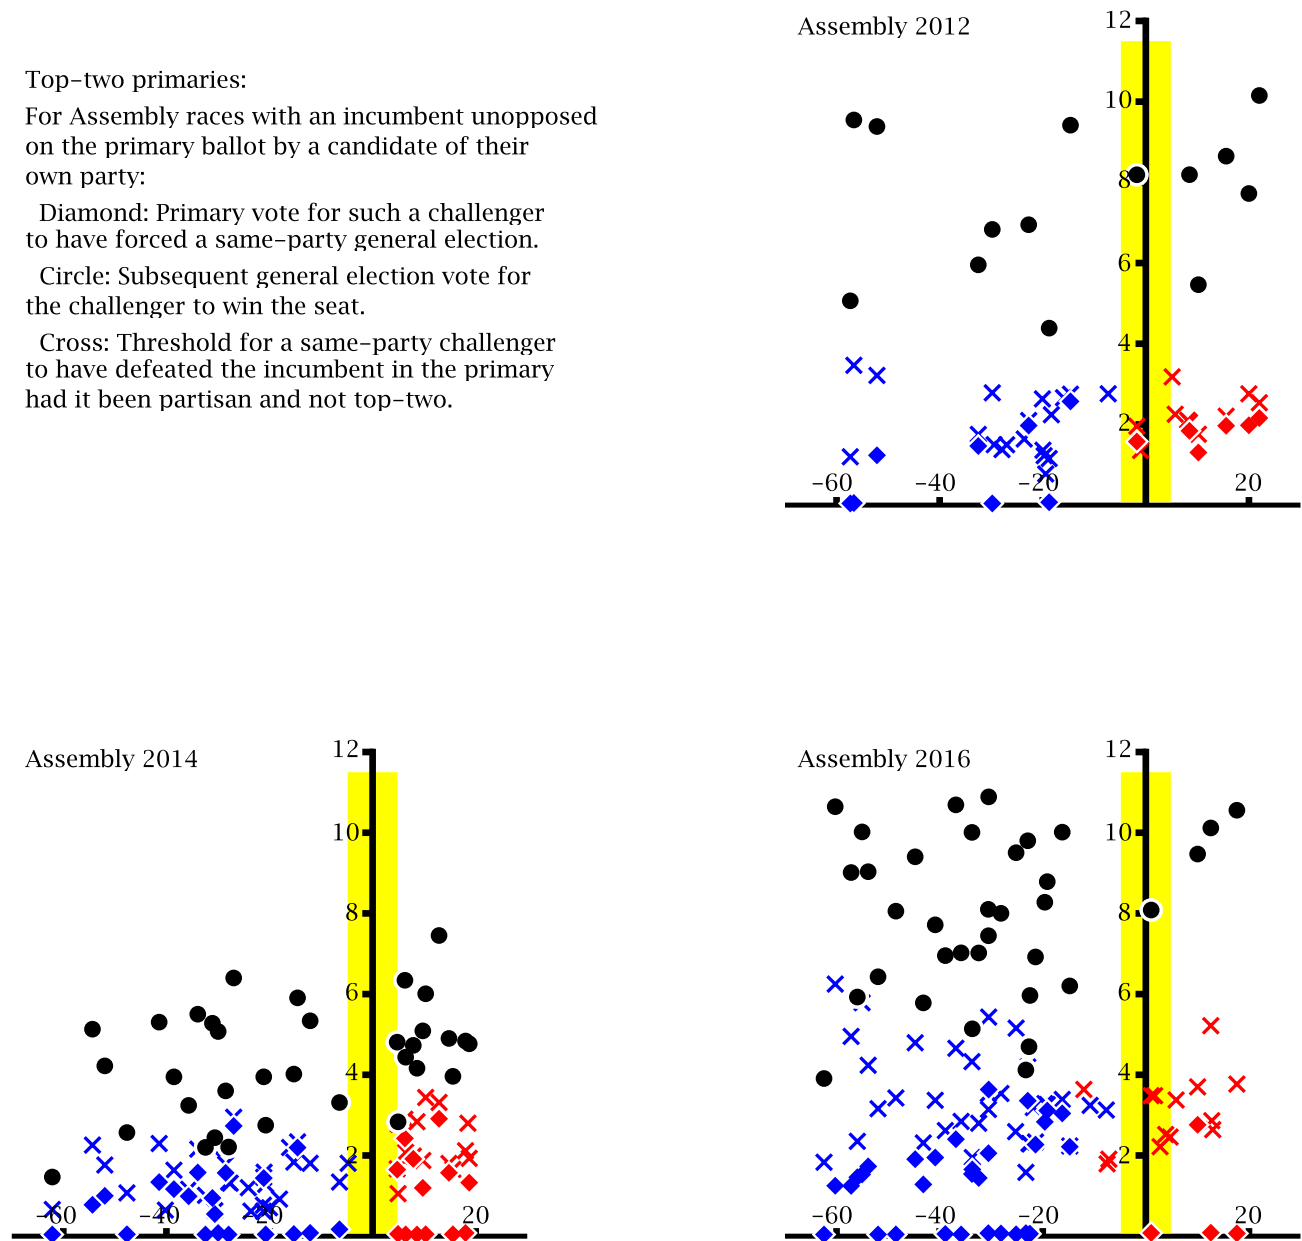 Assembly 2012
Top-two primaries:
For Assembly races with an incumbent unopposed
on the primary ballot by a candidate of their
own party:
Diamond: Primary vote for such a challenger
to have forced a same-party general election.
Circle: Subsequent general election vote for
the challenger to win the seat.
Cross: Threshold for a same-party challenger
to have defeated the incumbent in the primary
had it been partisan and not top-two.
12
10
8
6
4
2
-60 -40 -20 20
Assembly 2014
12
10
8
6
4
2
-60 -40 -20 20
Assembly 2016
12
10
8
6
4
2
-60 -40 -20 20